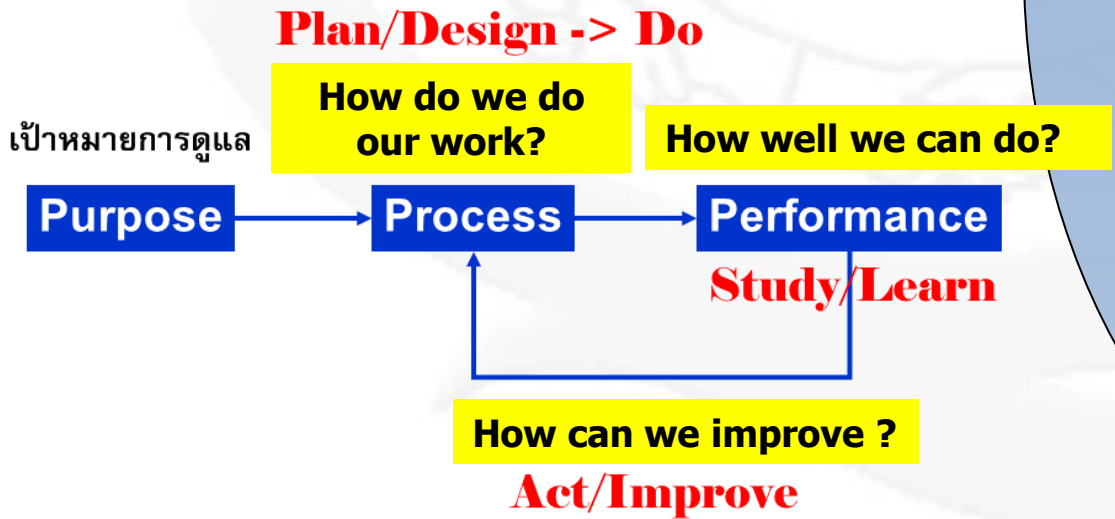 Plan/Design -> Do
How do we do
our work?
เป้าหมายการดูแล
How well we can do?
Purpose
Process
Performance
Study/Learn
How can we improve ?
Act/Improve